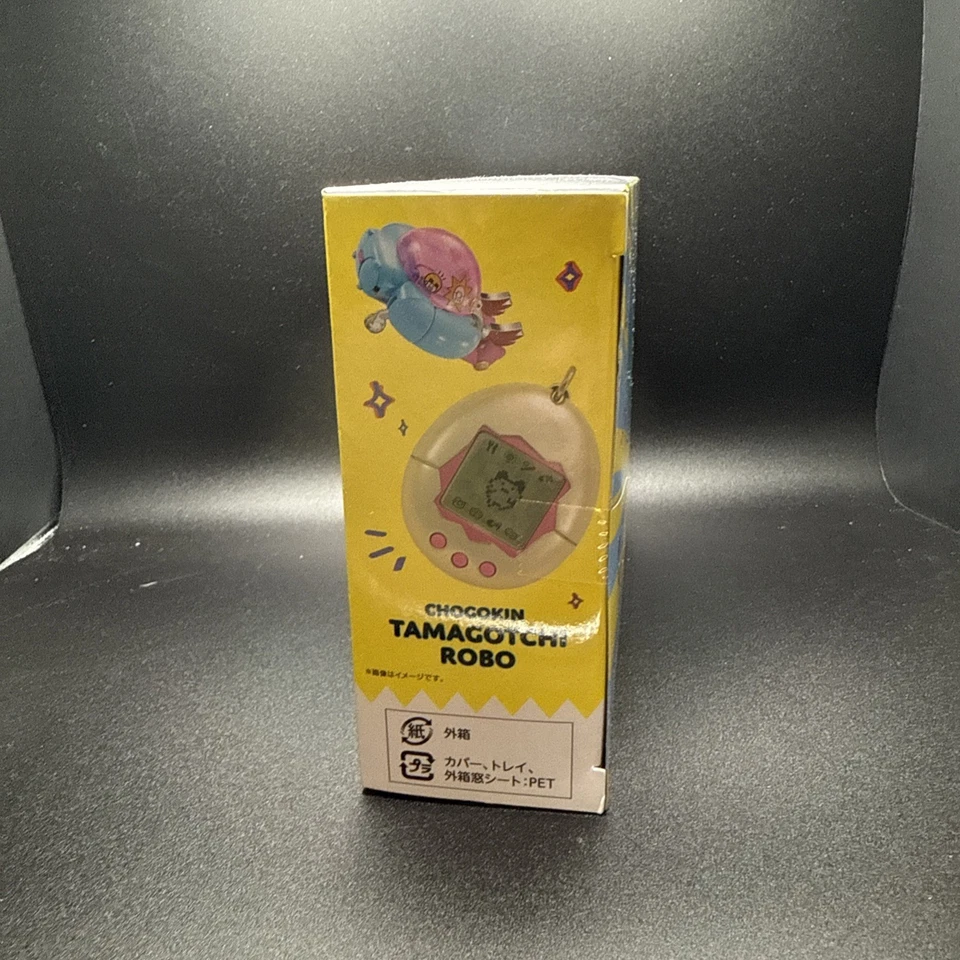 CHOGOKIN
TAMAGOTCHI
ROBO
※画像はイメージです。
紙 外箱
プラ カバー、トレイ、
外箱窓シート:PET